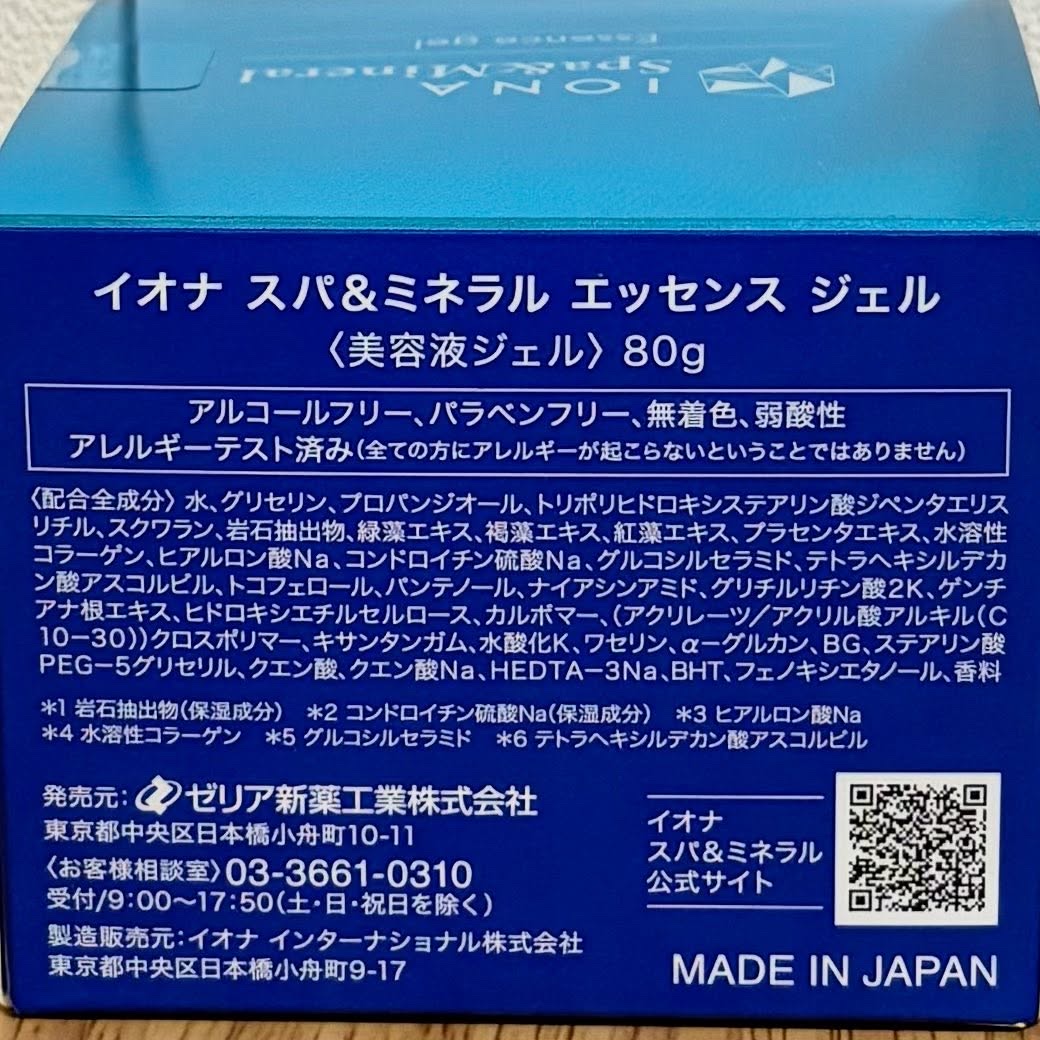 IONA
Spa&Mineral
Essence gel
イオナ スパ&ミネラル エッセンス ジェル
〈美容液ジェル〉80g
アルコールフリー、パラベンフリー、無着色、弱酸性
アレルギーテスト済み(全ての方にアレルギーが起こらないということではありません)
〈配合全成分〉水、グリセリン、プロパンジオール、トリポリヒドロキシステアリン酸ジペンタエリス
リチル、スクワラン、岩石抽出物、緑藻エキス、褐藻エキス、紅藻エキス、プラセンタエキス、水溶性
コラーゲン、ヒアルロン酸Na、コンドロイチン硫酸Na、グルコシルセラミド、テトラヘキシルデカ
ン酸アスコルビル、トコフェロール、パンテノール、ナイアシンアミド、グリチルリチン酸2K、ゲンチ
アナ根エキス、ヒドロキシエチルセルロース、カルボマー、(アクリレーツ/アクリル酸アルキル(C
10-30))クロスポリマー、キサンタンガム、水酸化K、ワセリン、α-グルカン、BG、ステアリン酸
PEG-5グリセリル、クエン酸、クエン酸Na、HEDTA-3Na、BHT、フェノキシエタノール、香料
*1 岩石抽出物(保湿成分) *2 コンドロイチン硫酸Na(保湿成分) *3 ヒアルロン酸Na
*4 水溶性コラーゲン *5 グルコシルセラミド *6 テトラヘキシルデカン酸アスコルビル
発売元:ゼリア新薬工業株式会社
東京都中央区日本橋小舟町10-11
〈お客様相談室〉03-3661-0310
受付/9:00〜17:50(土・日・祝日を除く)
製造販売元:イオナ インターナショナル株式会社
東京都中央区日本橋小舟町9-17
イオナ
スパ&ミネラル
公式サイト
MADE IN JAPAN